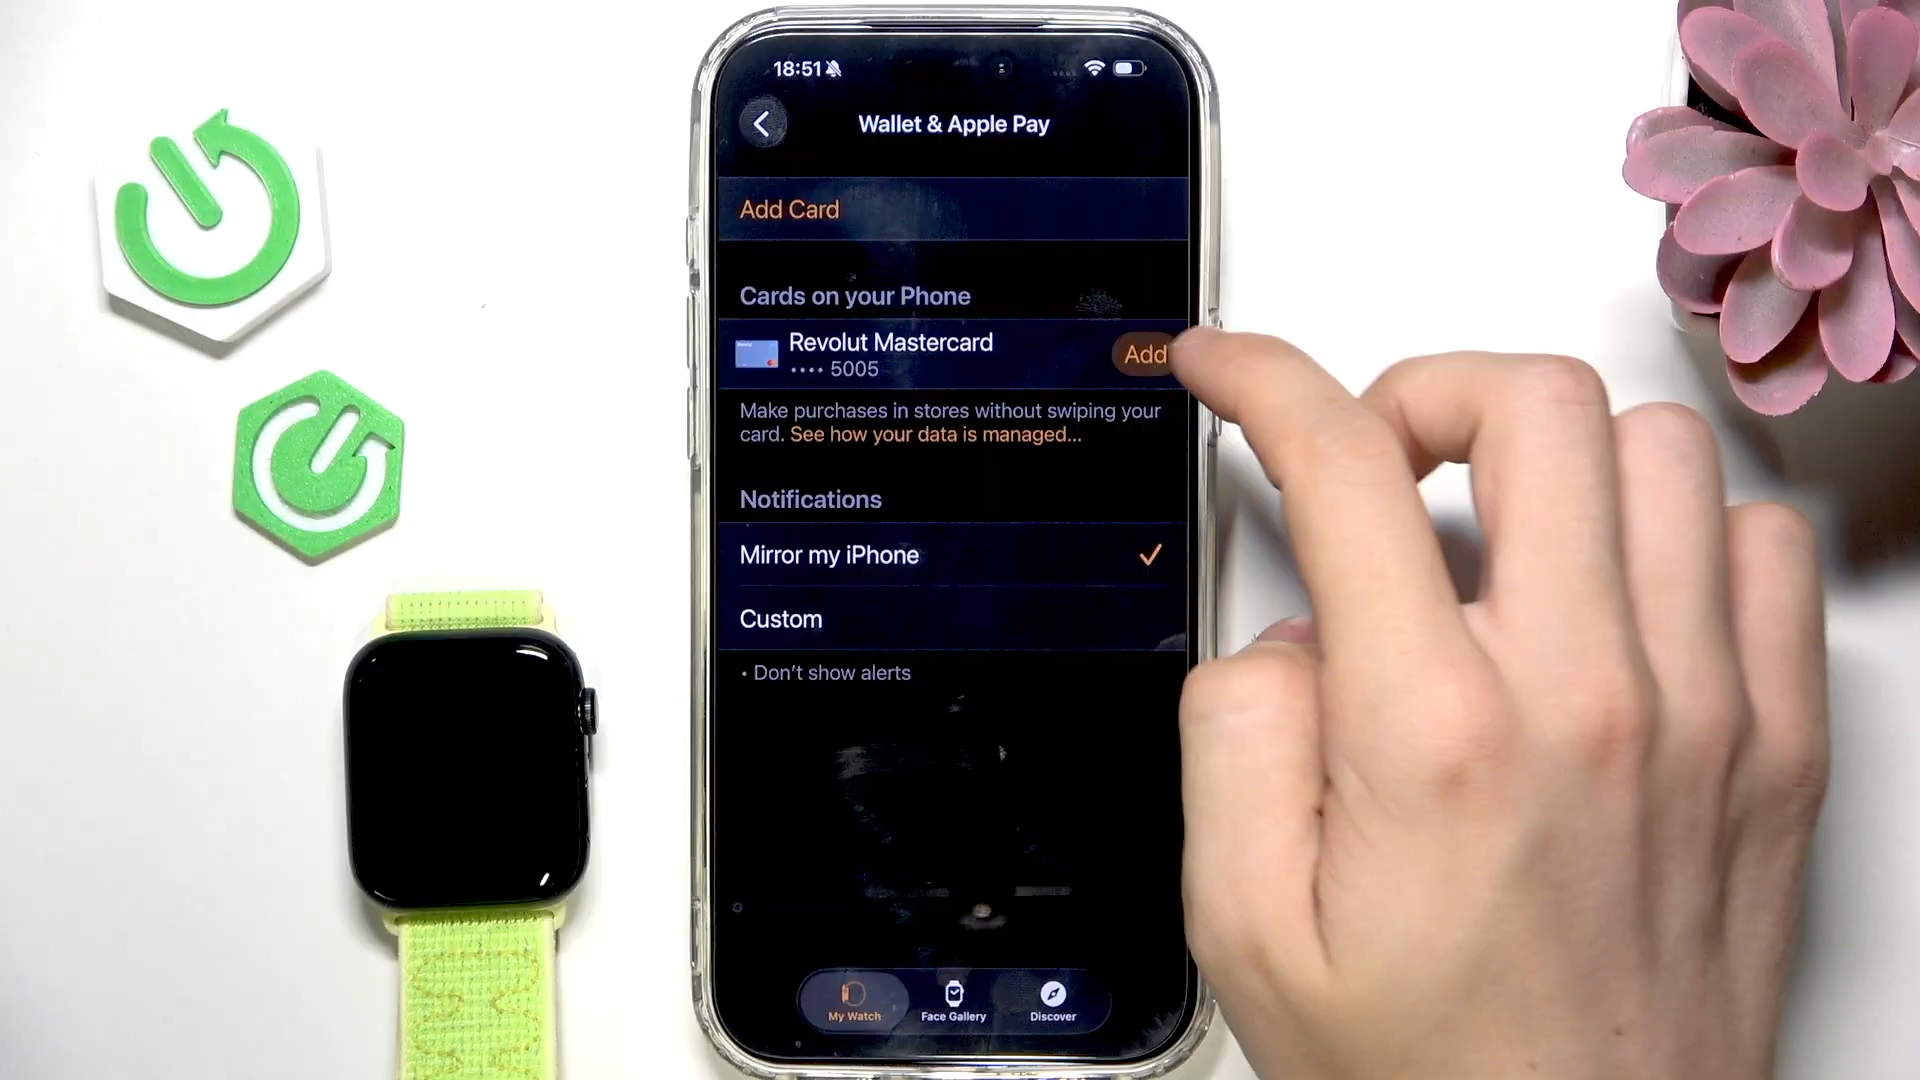 18:51
Wallet & Apple Pay
Add Card
Cards on your Phone
Revolut Mastercard
•••• 5005
Add
Make purchases in stores without swiping your
card. See how your data is managed...
Notifications
Mirror my iPhone
Custom
• Don't show alerts
My Watch
Face Gallery
Discover